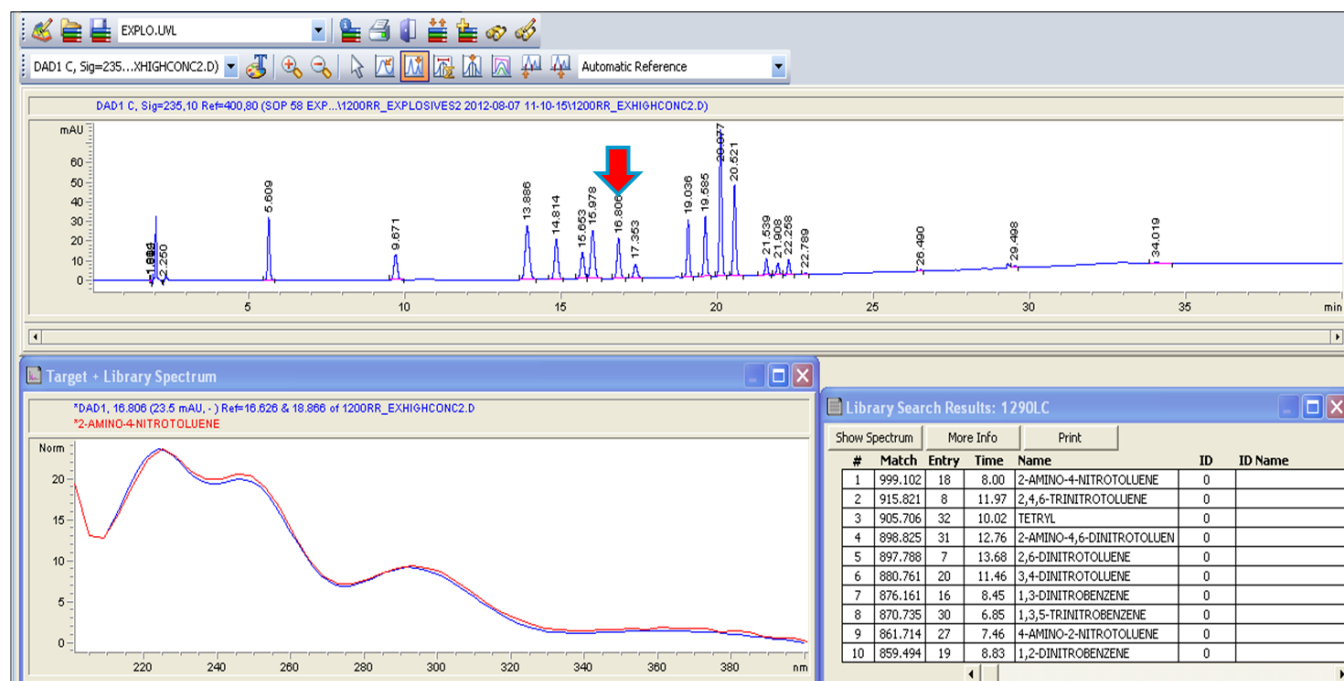 EXPLO.UVL
DAD1 C, Sig=235...XHIGHCONC2.D) Automatic Reference
DAD1 C, Sig=235,10 Ref=400,80 (SOP 58 EXP...\1200RR_EXPLOSIVES2 2012-08-07 11-10-15\1200RR_EXHIGHCONC2.D)
mAU
60
50
40
30
20
10
0
2.250
5.609
9.671
13.886
14.814
15.653
15.978
16.806
17.353
19.036
19.585
20.077
20.521
21.539
21.908
22.258
22.789
26.490
29.498
34.019
5 10 15 20 25 30 35 min
Target + Library Spectrum
*DAD1, 16.806 (23.5 mAU, - ) Ref=16.626 & 18.866 of 1200RR_EXHIGHCONC2.D
*2-AMINO-4-NITROTOLUENE
Norm
20
15
10
5
0
220 240 260 280 300 320 340 360 380 nm
Library Search Results: 1290LC
Show Spectrum More Info Print
# Match Entry Time Name ID ID Name
1 999.102 18 8.00 2-AMINO-4-NITROTOLUENE 0
2 915.821 8 11.97 2,4,6-TRINITROTOLUENE 0
3 905.706 32 10.02 TETRYL 0
4 898.825 31 12.76 2-AMINO-4,6-DINITROTOLUEN 0
5 897.788 7 13.68 2,6-DINITROTOLUENE 0
6 880.761 20 11.46 3,4-DINITROTOLUENE 0
7 876.161 16 8.45 1,3-DINITROBENZENE 0
8 870.735 30 6.85 1,3,5-TRINITROBENZENE 0
9 861.714 27 7.46 4-AMINO-2-NITROTOLUENE 0
10 859.494 19 8.83 1,2-DINITROBENZENE 0